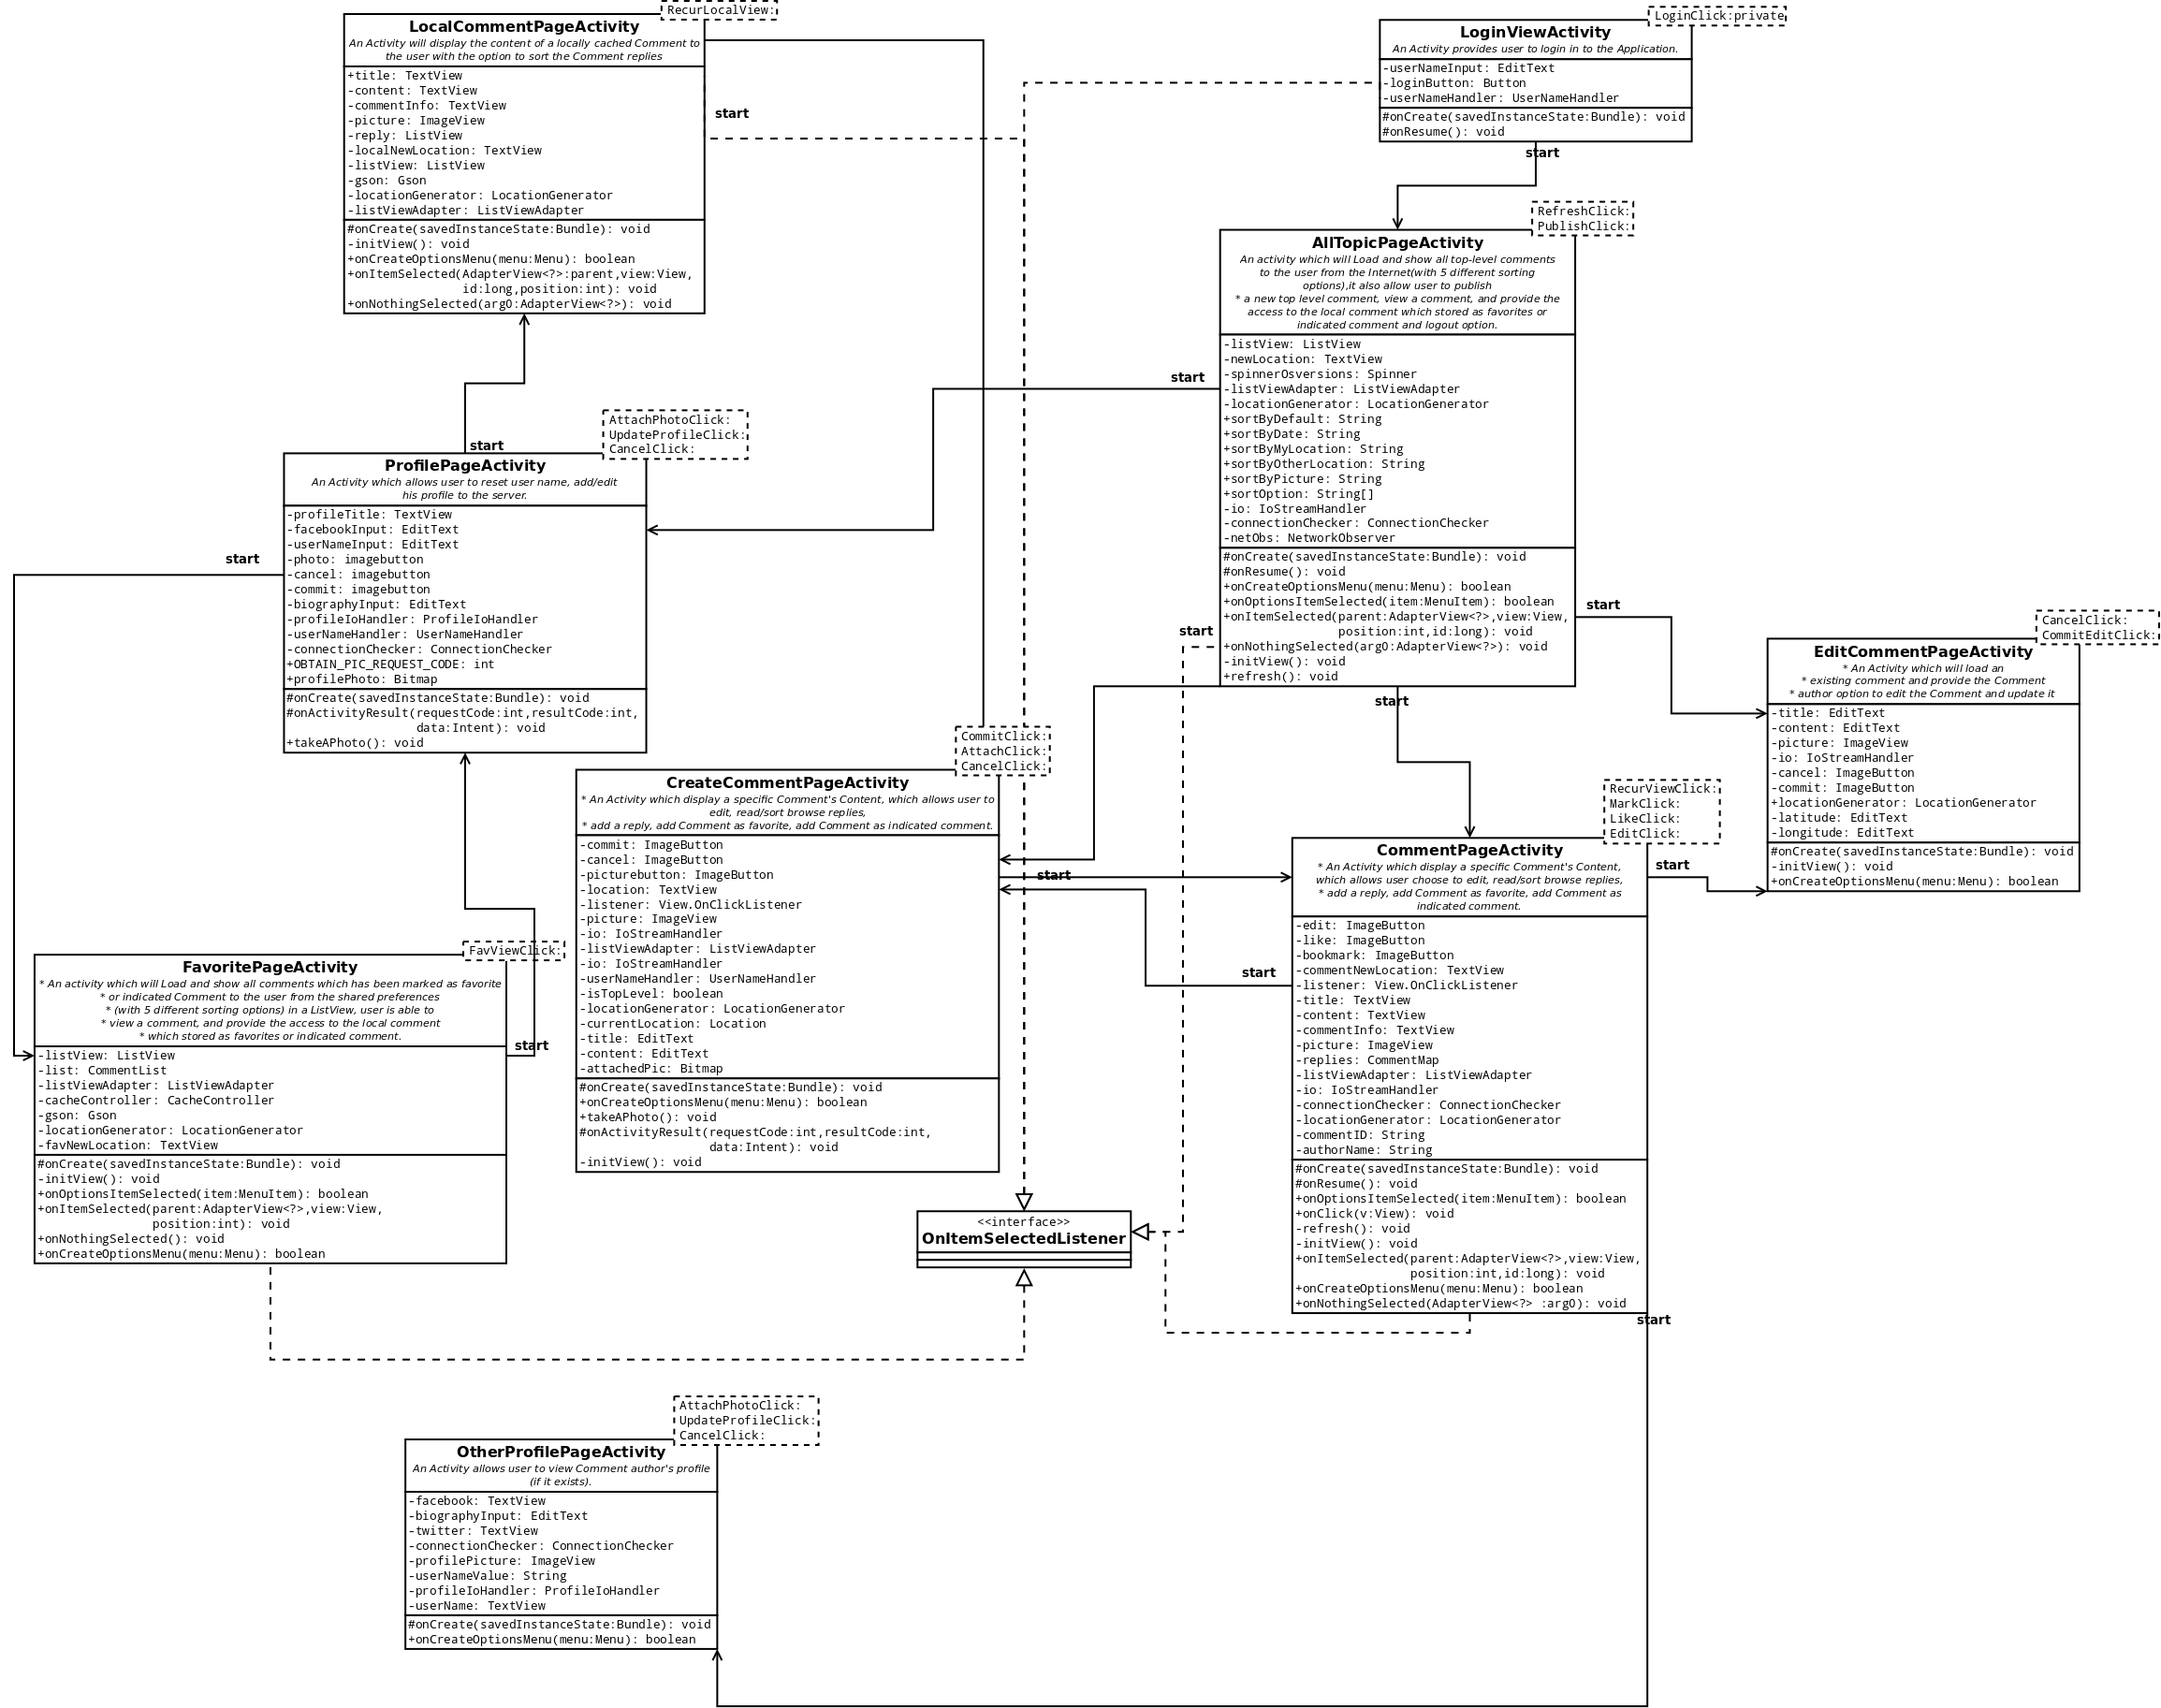 RecurLocalView:
LocalCommentPageActivity
An Activity will display the content of a locally cached Comment to
the user with the option to sort the Comment replies
+title: TextView
-content: TextView
-commentInfo: TextView
-picture: ImageView
-reply: ListView
-localNewLocation: TextView
-listView: ListView
-gson: Gson
-locationGenerator: LocationGenerator
-listViewAdapter: ListViewAdapter
#onCreate(savedInstanceState:Bundle): void
-initView(): void
+onCreateOptionsMenu(menu:Menu): boolean
+onItemSelected(AdapterView<?>:parent,view:View,
id:long,position:int): void
+onNothingSelected(arg0:AdapterView<?>): void
start
LoginClick:private
LoginViewActivity
An Activity provides user to login in to the Application.
-userNameInput: EditText
-loginButton: Button
-userNameHandler: UserNameHandler
#onCreate(savedInstanceState:Bundle): void
#onResume(): void
start
RefreshClick:
PublishClick:
AllTopicPageActivity
An activity which will Load and show all top-level comments
to the user from the Internet(with 5 different sorting
options),it also allow user to publish
* a new top level comment, view a comment, and provide the
access to the local comment which stored as favorites or
indicated comment and logout option.
-listView: ListView
-newLocation: TextView
-spinnerOsversions: Spinner
-listViewAdapter: ListViewAdapter
-locationGenerator: LocationGenerator
+sortByDefault: String
+sortByDate: String
+sortByMyLocation: String
+sortByOtherLocation: String
+sortByPicture: String
+sortOption: String[]
-io: IoStreamHandler
-connectionChecker: ConnectionChecker
-netObs: NetworkObserver
#onCreate(savedInstanceState:Bundle): void
#onResume(): void
+onCreateOptionsMenu(menu:Menu): boolean
+onOptionsItemSelected(item:MenuItem): boolean
+onItemSelected(parent:AdapterView<?>,view:View,
position:int,id:long): void
+onNothingSelected(arg0:AdapterView<?>): void
-initView(): void
+refresh(): void
start
start
start
start
start
AttachPhotoClick:
UpdateProfileClick:
CancelClick:
ProfilePageActivity
An Activity which allows user to reset user name, add/edit
his profile to the server.
-profileTitle: TextView
-facebookInput: EditText
-userNameInput: EditText
-photo: imagebutton
-cancel: imagebutton
-commit: imagebutton
-biographyInput: EditText
-profileIoHandler: ProfileIoHandler
-userNameHandler: UserNameHandler
-connectionChecker: ConnectionChecker
+OBTAIN_PIC_REQUEST_CODE: int
+profilePhoto: Bitmap
#onCreate(savedInstanceState:Bundle): void
#onActivityResult(requestCode:int,resultCode:int,
data:Intent): void
+takeAPhoto(): void
start
CancelClick:
CommitEditClick:
EditCommentPageActivity
* An Activity which will load an
* existing comment and provide the Comment
* author option to edit the Comment and update it
-title: EditText
-content: EditText
-picture: ImageView
-io: IoStreamHandler
-cancel: ImageButton
-commit: ImageButton
+locationGenerator: LocationGenerator
-latitude: EditText
-longitude: EditText
#onCreate(savedInstanceState:Bundle): void
-initView(): void
+onCreateOptionsMenu(menu:Menu): boolean
CommitClick:
AttachClick:
CancelClick:
CreateCommentPageActivity
* An Activity which display a specific Comment's Content, which allows user to
edit, read/sort browse replies,
* add a reply, add Comment as favorite, add Comment as indicated comment.
-commit: ImageButton
-cancel: ImageButton
-picturebutton: ImageButton
-location: TextView
-listener: View.OnClickListener
-picture: ImageView
-io: IoStreamHandler
-listViewAdapter: ListViewAdapter
-io: IoStreamHandler
-userNameHandler: UserNameHandler
-isTopLevel: boolean
-locationGenerator: LocationGenerator
-currentLocation: Location
-title: EditText
-content: EditText
-attachedPic: Bitmap
#onCreate(savedInstanceState:Bundle): void
+onCreateOptionsMenu(menu:Menu): boolean
+takeAPhoto(): void
#onActivityResult(requestCode:int,resultCode:int,
data:Intent): void
-initView(): void
start
RecurViewClick:
MarkClick:
LikeClick:
EditClick:
CommentPageActivity
* An Activity which display a specific Comment's Content,
which allows user choose to edit, read/sort browse replies,
* add a reply, add Comment as favorite, add Comment as
indicated comment.
-edit: ImageButton
-like: ImageButton
-bookmark: ImageButton
-commentNewLocation: TextView
-listener: View.OnClickListener
-title: TextView
-content: TextView
-commentInfo: TextView
-picture: ImageView
-replies: CommentMap
-listViewAdapter: ListViewAdapter
-io: IoStreamHandler
-connectionChecker: ConnectionChecker
-locationGenerator: LocationGenerator
-commentID: String
-authorName: String
#onCreate(savedInstanceState:Bundle): void
#onResume(): void
+onOptionsItemSelected(item:MenuItem): boolean
+onClick(v:View): void
-refresh(): void
-initView(): void
+onItemSelected(parent:AdapterView<?>,view:View,
position:int,id:long): void
+onCreateOptionsMenu(menu:Menu): boolean
+onNothingSelected(AdapterView<?> :arg0): void
start
start
start
FavViewClick:
FavoritePageActivity
* An activity which will Load and show all comments which has been marked as favorite
* or indicated Comment to the user from the shared preferences
* (with 5 different sorting options) in a ListView, user is able to
* view a comment, and provide the access to the local comment
* which stored as favorites or indicated comment.
-listView: ListView
-list: CommentList
-listViewAdapter: ListViewAdapter
-cacheController: CacheController
-gson: Gson
-locationGenerator: LocationGenerator
-favNewLocation: TextView
#onCreate(savedInstanceState:Bundle): void
-initView(): void
+onOptionsItemSelected(item:MenuItem): boolean
+onItemSelected(parent:AdapterView<?>,view:View,
position:int): void
+onNothingSelected(): void
+onCreateOptionsMenu(menu:Menu): boolean
start
<<interface>>
OnItemSelectedListener
AttachPhotoClick:
UpdateProfileClick:
CancelClick:
OtherProfilePageActivity
An Activity allows user to view Comment author's profile
(if it exists).
-facebook: TextView
-biographyInput: EditText
-twitter: TextView
-connectionChecker: ConnectionChecker
-profilePicture: ImageView
-userNameValue: String
-profileIoHandler: ProfileIoHandler
-userName: TextView
#onCreate(savedInstanceState:Bundle): void
+onCreateOptionsMenu(menu:Menu): boolean